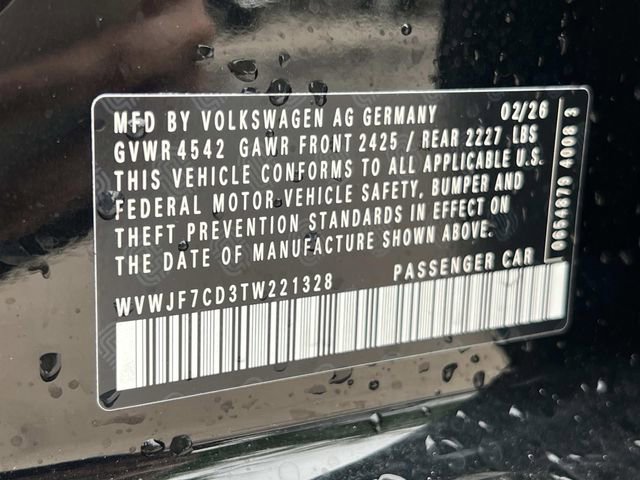 MFD BY VOLKSWAGEN AG GERMANY 02/26
GVWR 4542 GAWR FRONT 2425 / REAR 2227 LBS
THIS VEHICLE CONFORMS TO ALL APPLICABLE U.S.
FEDERAL MOTOR VEHICLE SAFETY, BUMPER AND
THEFT PREVENTION STANDARDS IN EFFECT ON
THE DATE OF MANUFACTURE SHOWN ABOVE.
WVWJF7CD3TW221328 PASSENGER CAR
4008 3